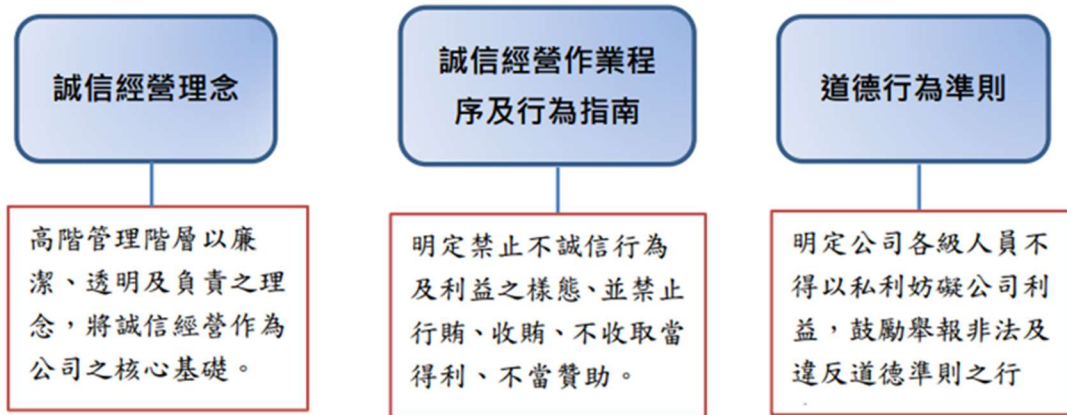 誠信經營理念
高階管理階層以廉
潔、透明及負責之理
念，將誠信經營作為
公司之核心基礎。
誠信經營作業程
序及行為指南
明定禁止不誠信行為
及利益之樣態、並禁止
行賄、收賄、不收取當
得利、不當贊助。
道德行為準則
明定公司各級人員不
得以私利妨礙公司利
益，鼓勵舉報非法及
違反道德準則之行